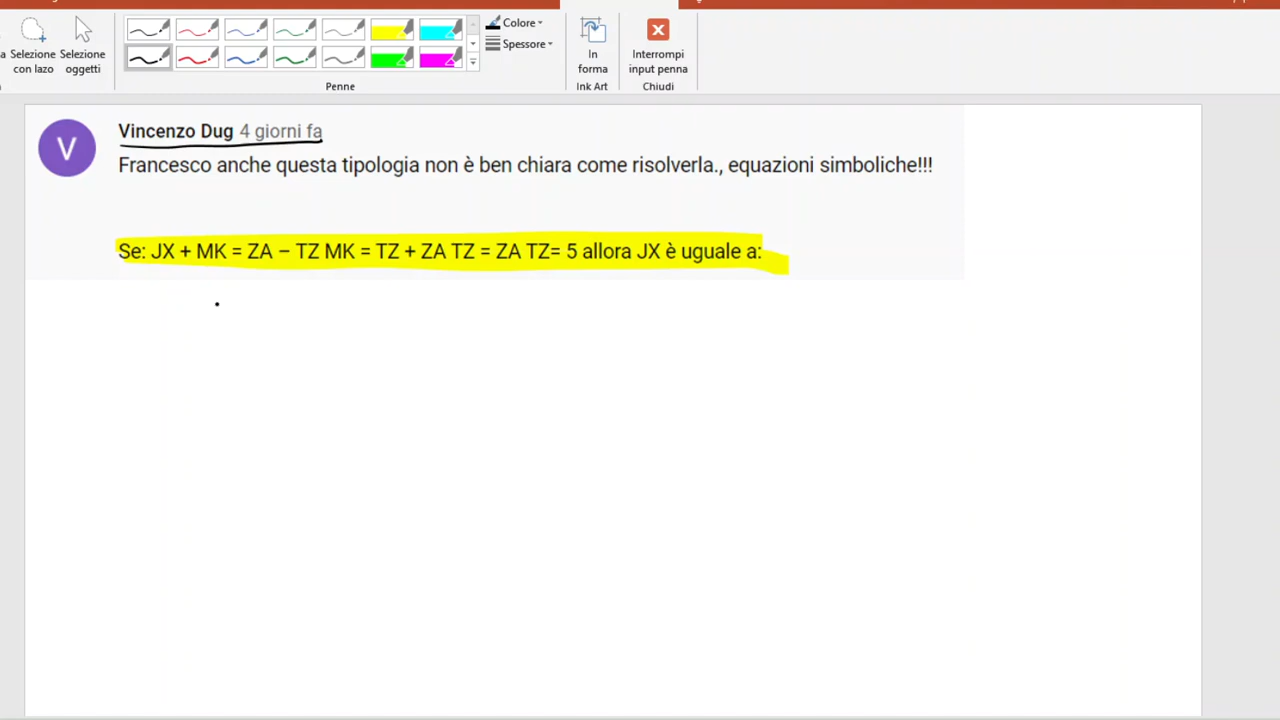 Colore
Selezione con lazo
Selezione oggetti
Spessore
In forma
Interrompi input penna
Penne
Ink Art
Chiudi
V
Vincenzo Dug 4 giorni fa
Francesco anche questa tipologia non è ben chiara come risolverla., equazioni simboliche!!!
Se: JX + MK = ZA – TZ MK = TZ + ZA TZ = ZA TZ= 5 allora JX è uguale a: